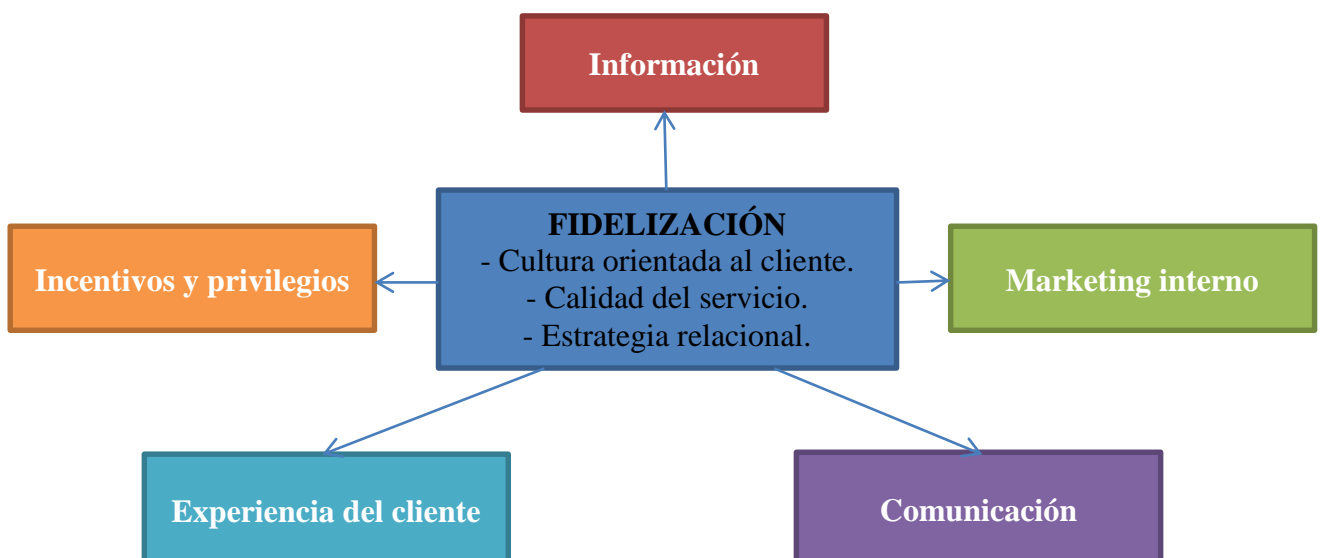 Información
FIDELIZACIÓN
- Cultura orientada al cliente.
- Calidad del servicio.
- Estrategia relacional.
Incentivos y privilegios
Marketing interno
Experiencia del cliente
Comunicación